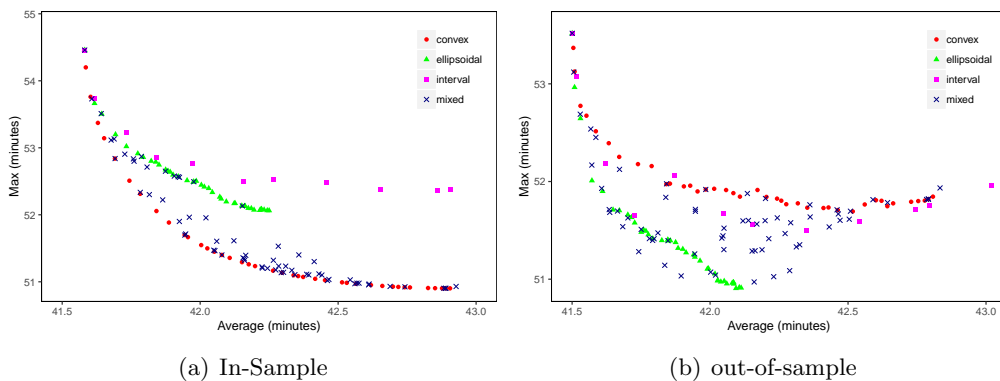 55
54
53
52
51
41.5
42.0
42.5
43.0
Max (minutes)
Average (minutes)
convex
ellipsoidal
interval
mixed
(a) In-Sample
53
52
51
41.5
42.0
42.5
43.0
Max (minutes)
Average (minutes)
convex
ellipsoidal
interval
mixed
(b) out-of-sample